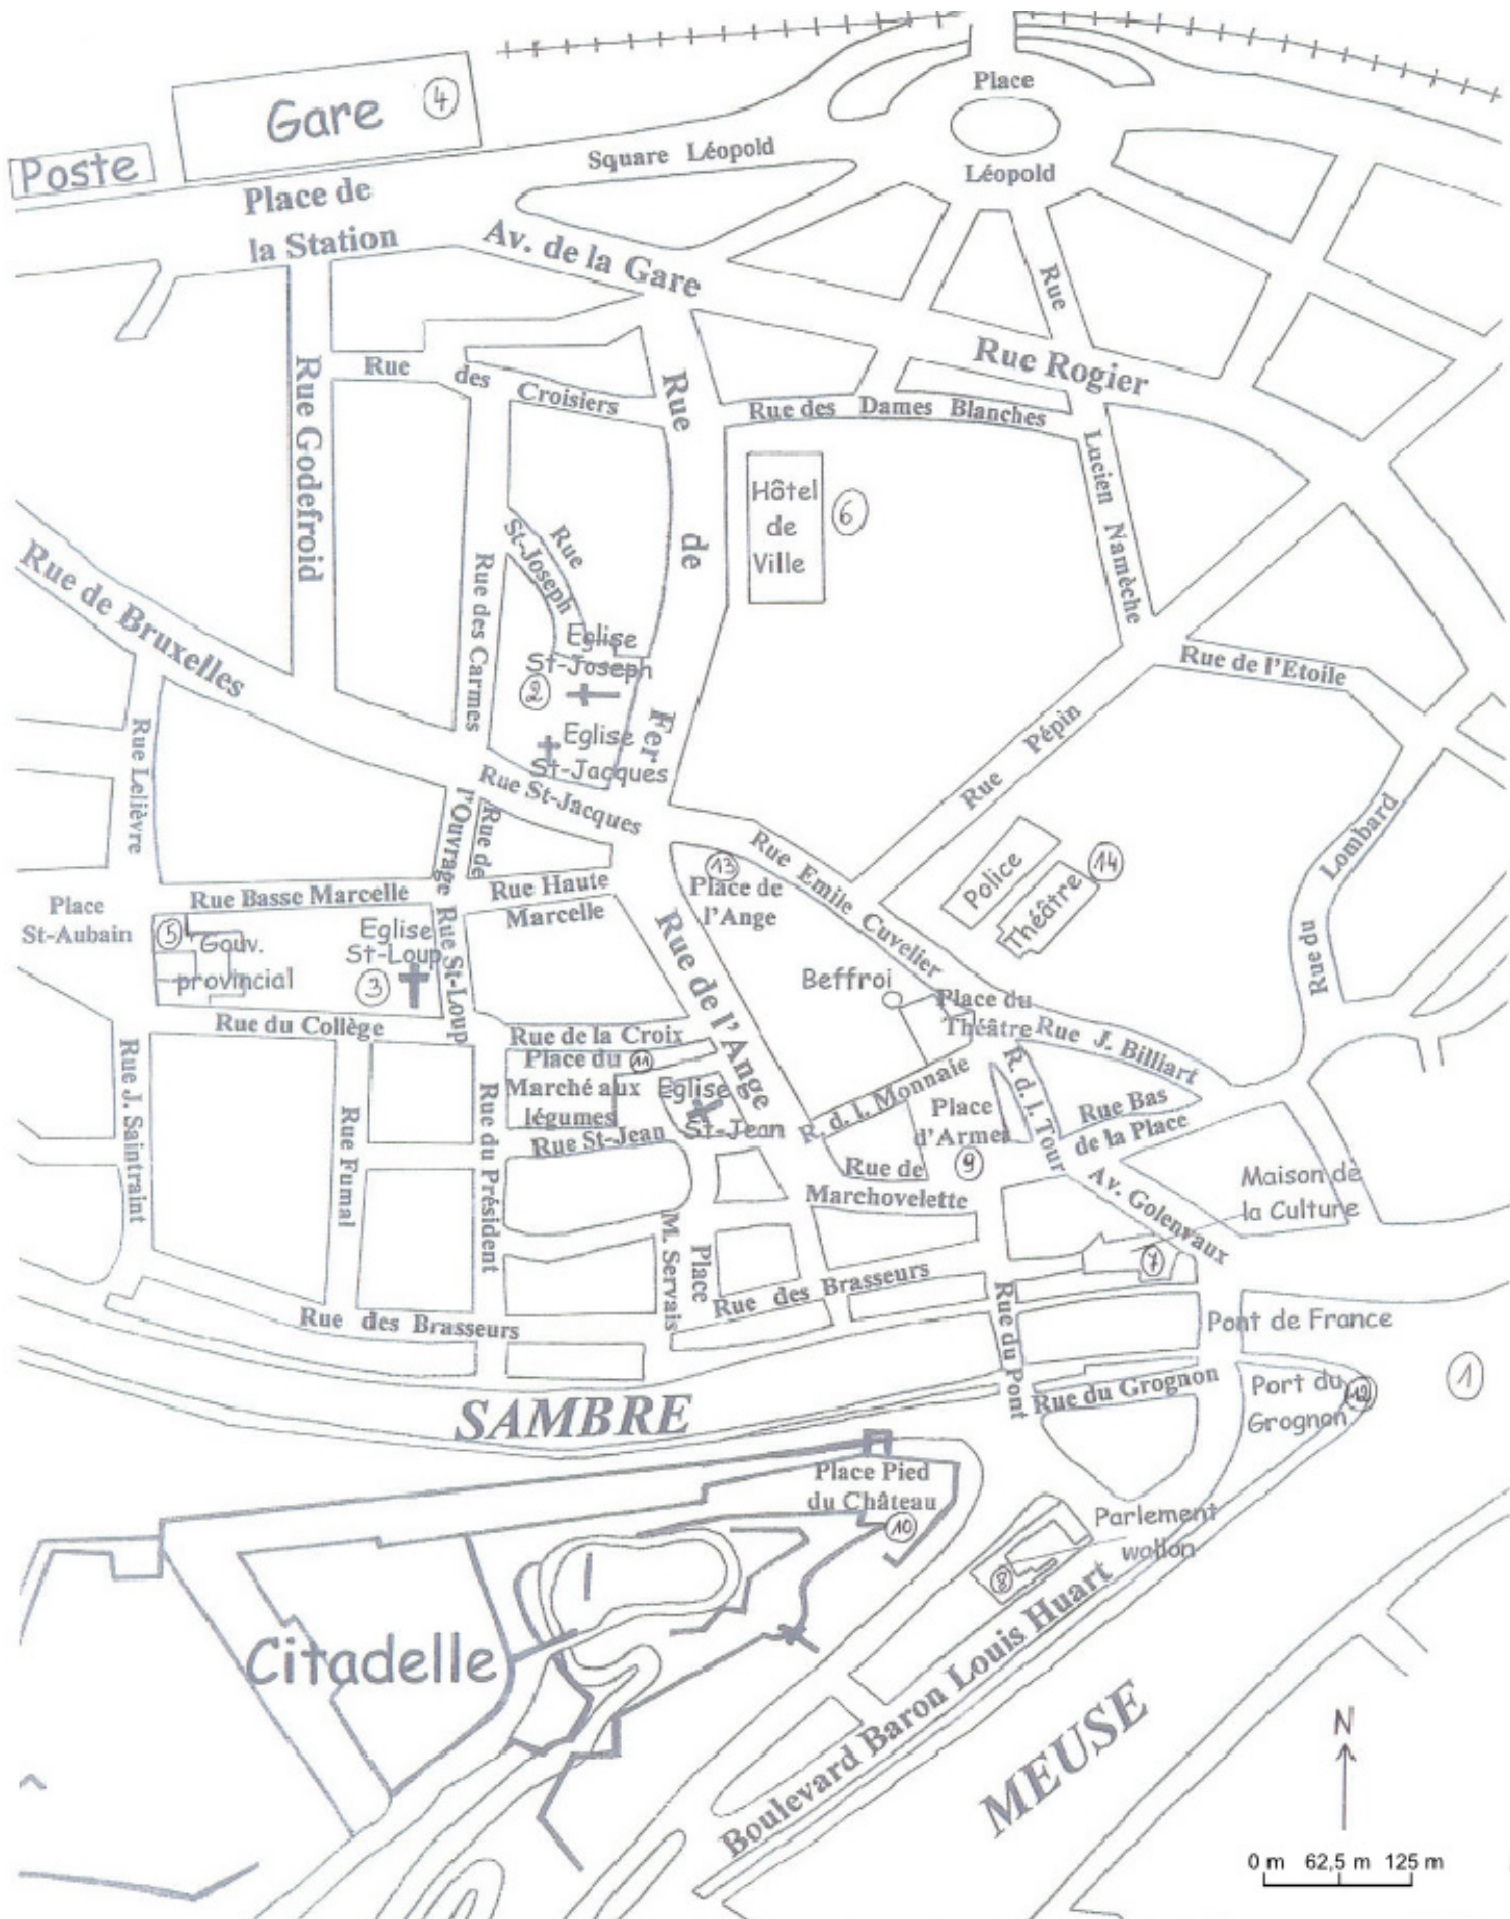 Place
Gare
4
Poste
Square Léopold
Léopold
Place de
la Station
Av. de la Gare
Rue
Rue Rogier
Rue des Croisiers
Rue Godefroid
Rue de Fer
Rue des Dames Blanches
Lucien Namèche
Hôtel
de
Ville
6
Rue
St-Joseph
Rue de Bruxelles
Rue des Carmes
Eglise
St-Joseph
2
Eglise
St-Jacques
Rue de l'Etoile
Rue Pépin
Rue Lelièvre
Rue St-Jacques
Rue de
l'Ouvrage
Rue du Lombard
Rue Emile Cuvelier
13
Place de
l'Ange
Police
Théâtre
14
Rue Basse Marcelle
Rue Haute
Marcelle
Place
St-Aubain
5
Gouv.
provincial
Eglise
St-Loup
3
Rue St-Loup
Rue de l'Ange
Beffroi
Place du
Théâtre
Rue du Collège
Rue de la Croix
Rue J. Billiart
Place du
11
Marché aux
légumes
Eglise
St-Jean
Rue St-Jean
R. d. l. Monnaie
R. d. l. Tour
Place
d'Armes
9
Rue Bas
de la Place
Rue J. Saintraint
Rue Fumal
Rue du Président
Rue de
Marchovelette
Av. Golenvaux
Maison de
la Culture
7
Place
M. Servais
Rue des Brasseurs
Rue des Brasseurs
Rue du Pont
Pont de France
1
SAMBRE
Rue du Grognon
Port du
Grognon
12
Place Pied
du Château
10
Parlement
wallon
8
Citadelle
Boulevard Baron Louis Huart
MEUSE
N
0 m 62,5 m 125 m